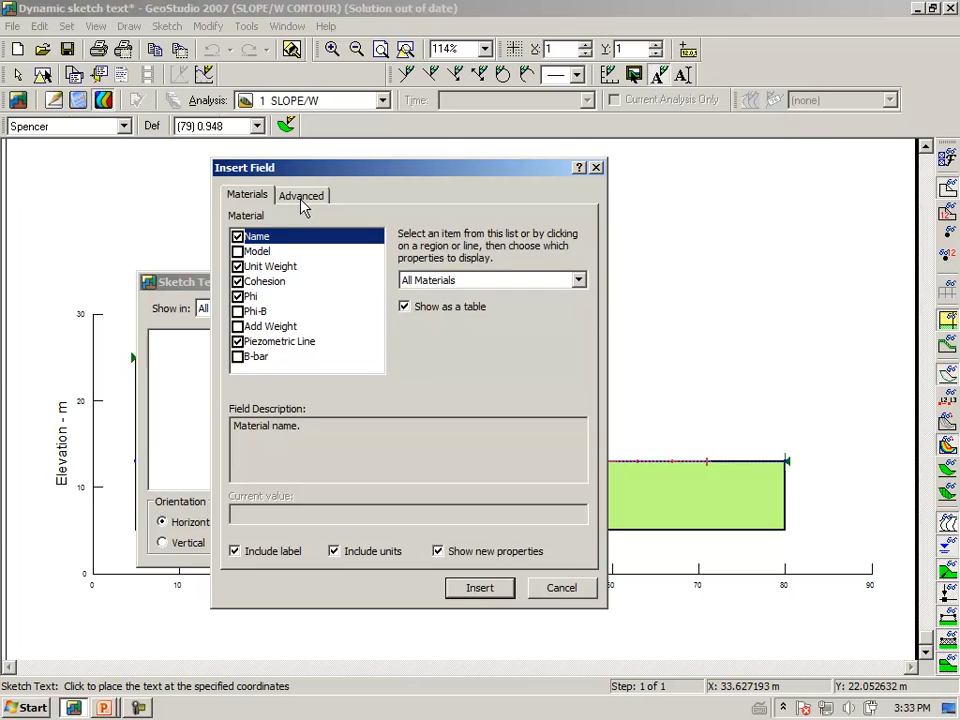 Dynamic sketch text* - GeoStudio 2007 (SLOPE/W CONTOUR) (Solution out of date)
File Edit Set View Draw Sketch Modify Tools Window Help
114% X: 1 Y: 1
Analysis: 1 SLOPE/W Time: Current Analysis Only (none)
Spencer Def (79) 0.948
Insert Field
Materials Advanced
Material
Name
Model
Unit Weight
Cohesion
Phi
Phi-B
Add Weight
Piezometric Line
B-bar
Select an item from this list or by clicking
on a region or line, then choose which
properties to display.
All Materials
Show as a table
Field Description:
Material name.
Current value:
Include label Include units Show new properties
Insert Cancel
Sketch Te
Show in: All
Orientation
Horizont
Vertical
Elevation - m
30
20
10
0
0 10 60 70 80 90
Sketch Text: Click to place the text at the specified coordinates Step: 1 of 1 X: 33.627193 m Y: 22.052632 m
Start 3:33 PM